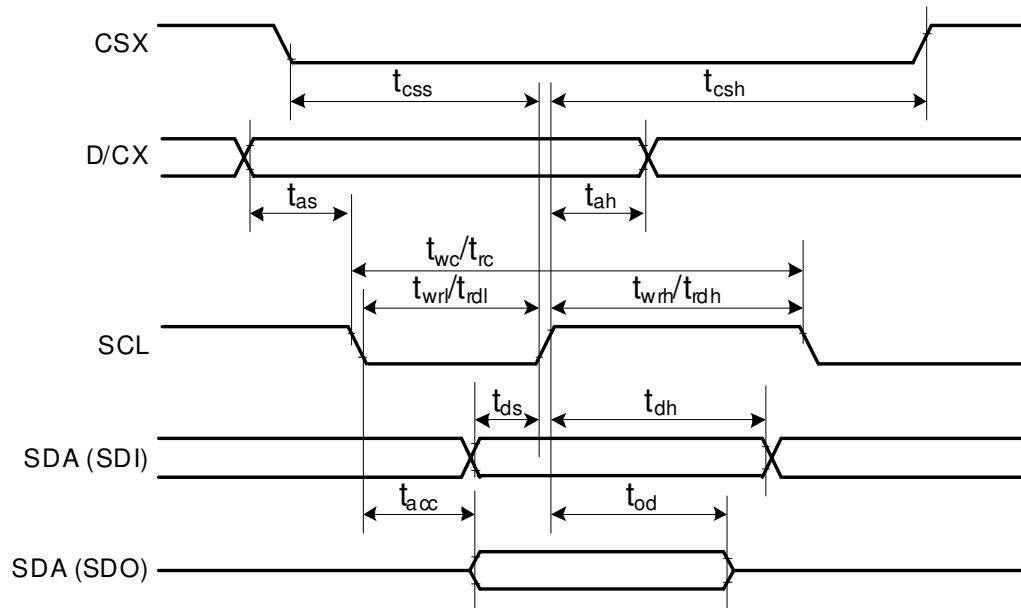 CSX
tcss
tcsh
D/CX
tas
tah
twc/trc
twrl/trdl
twrh/trdh
SCL
tds
tdh
SDA (SDI)
tacc
tod
SDA (SDO)